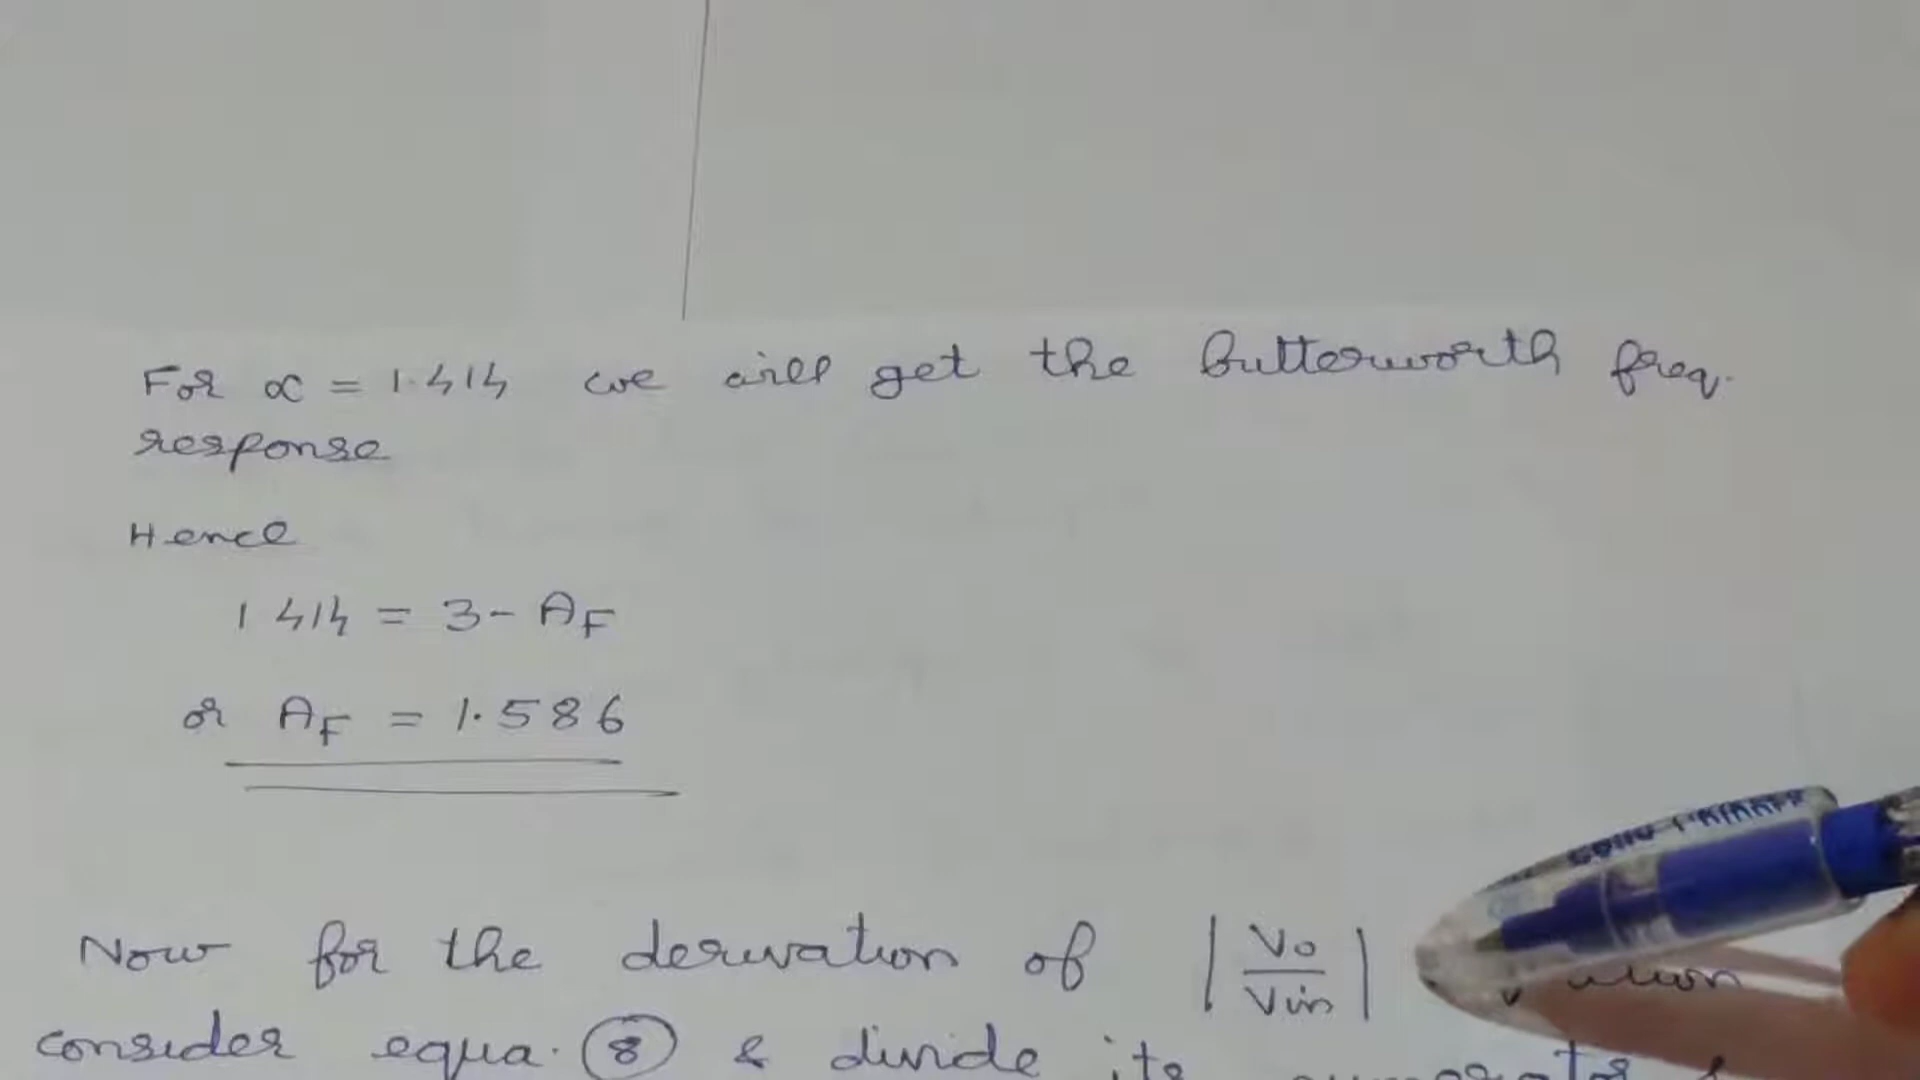 For α = 1.414 we will get the Butterworth freq.
response
Hence
1 414 = 3 - AF
or AF = 1.586
Now for the derivation of |Vo/Vin|
consider equa. ⑧ & divide its